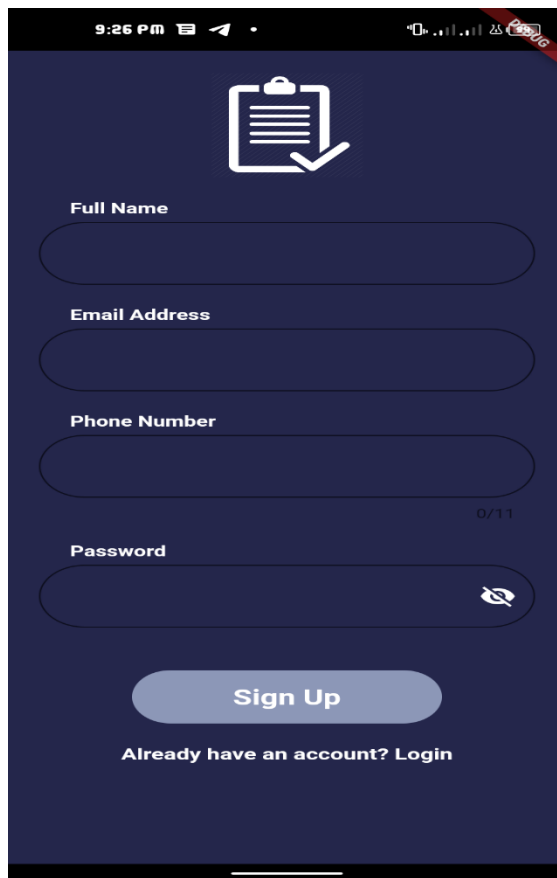 9:26 PM
DEBUG
Full Name
Email Address
Phone Number
0/11
Password
Sign Up
Already have an account? Login